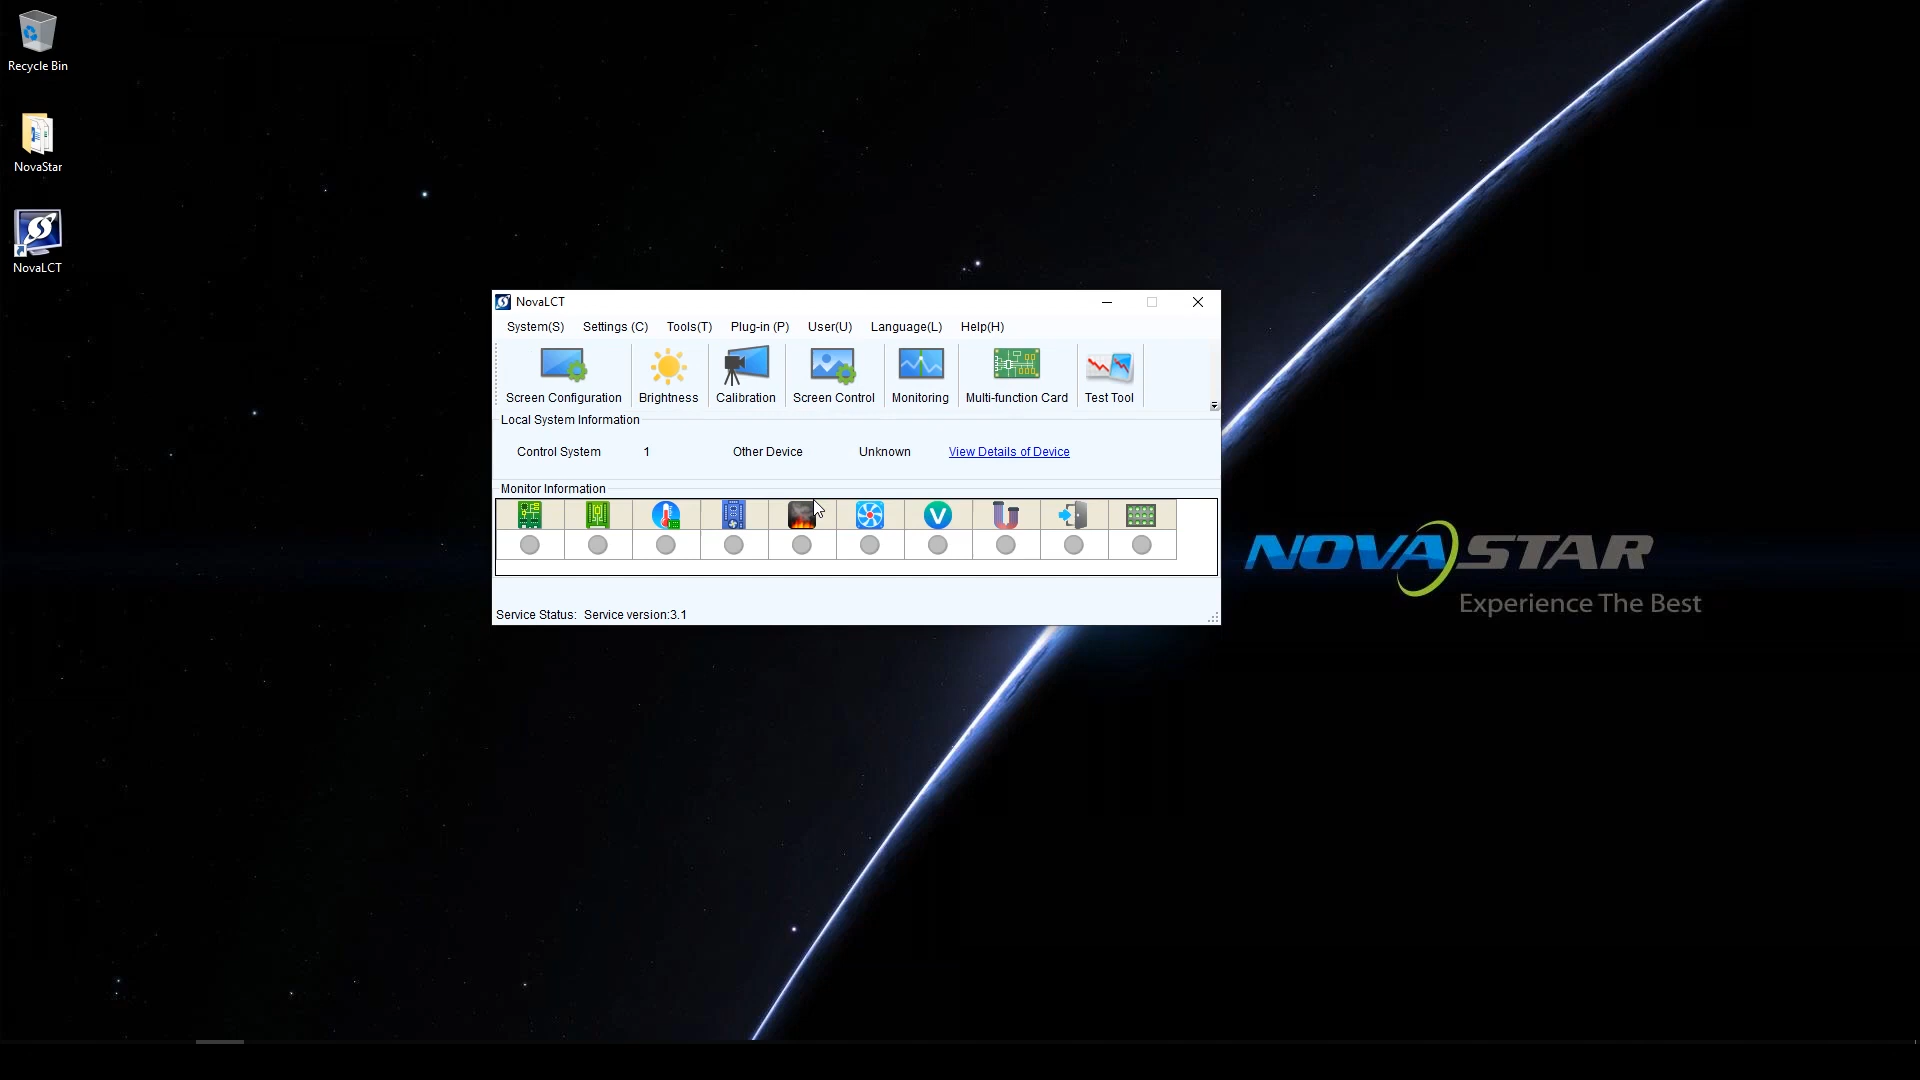 Recycle Bin
NovaStar
NovaLCT
NovaLCT
System(S) Settings (C) Tools(T) Plug-in (P) User(U) Language(L) Help(H)
Screen Configuration Brightness Calibration Screen Control Monitoring Multi-function Card Test Tool
Local System Information
Control System 1 Other Device Unknown View Details of Device
Monitor Information
V
Service Status: Service version:3.1
NOVASTAR
Experience The Best